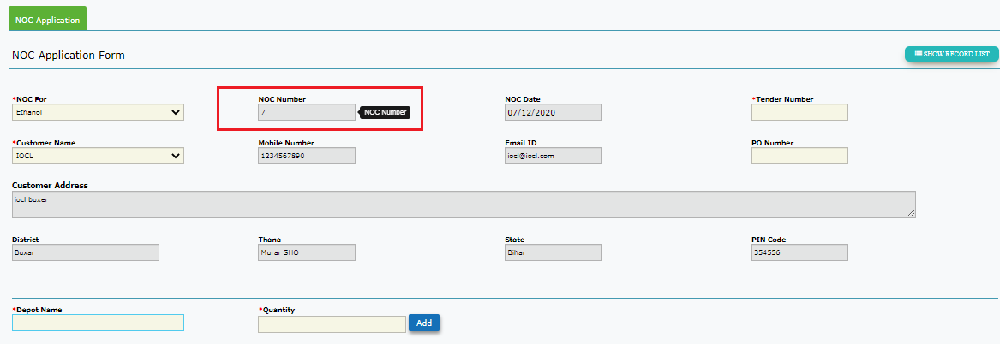 NOC Application
NOC Application Form
SHOW RECORD LIST
*NOC For
NOC Number
NOC Date
*Tender Number
Ethanol
7
NOC Number
07/12/2020
*Customer Name
Mobile Number
Email ID
PO Number
IOCL
1234567890
iocl@iocl.com
Customer Address
iocl buxer
District
Thana
State
PIN Code
Buxar
Murar SHO
Bihar
354556
*Depot Name
*Quantity
Add